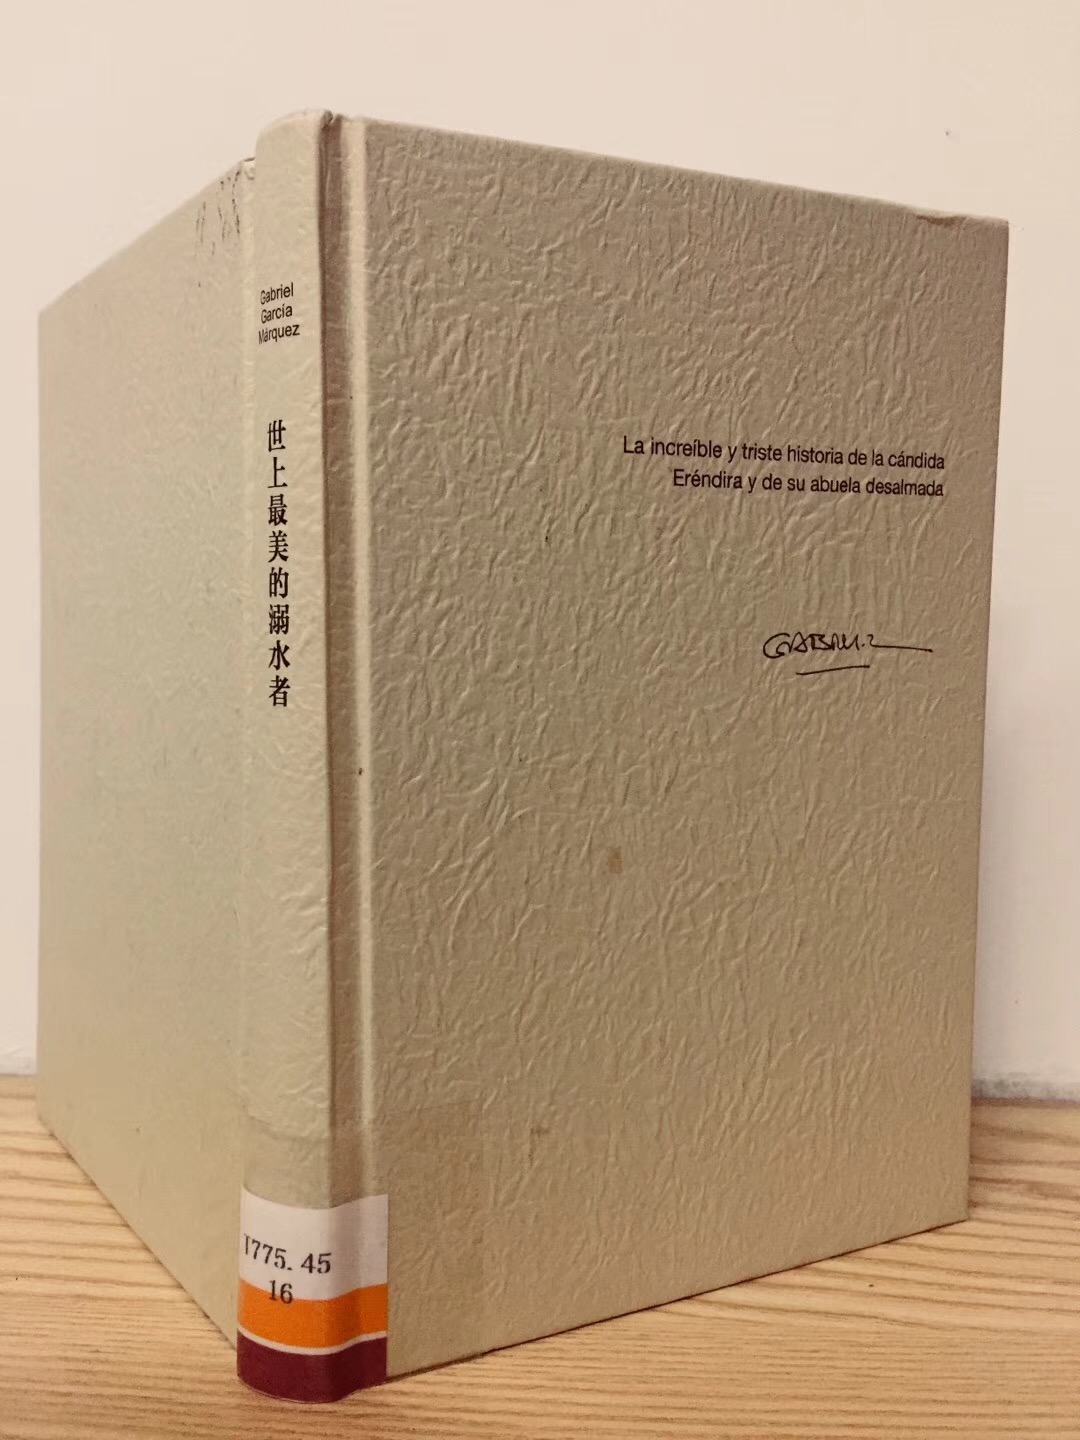 Gabriel
García
Márquez
世上最美的溺水者
La increíble y triste historia de la cándida
Eréndira y de su abuela desalmada
I775.45
16